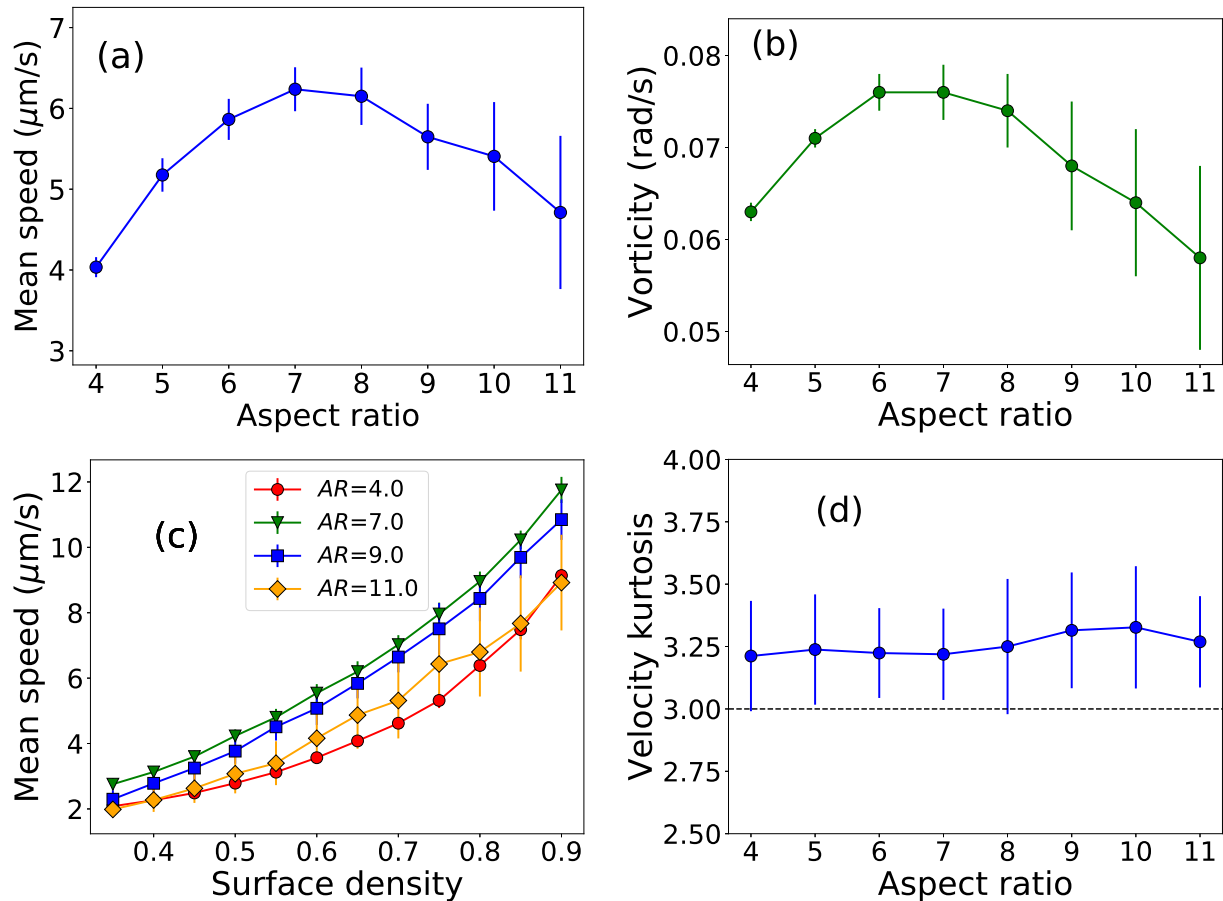 (a)
Mean speed (μm/s)
7
6
5
4
3
4 5 6 7 8 9 10 11
Aspect ratio
(b)
Vorticity (rad/s)
0.08
0.07
0.06
0.05
4 5 6 7 8 9 10 11
Aspect ratio
(c)
Mean speed (μm/s)
12
10
8
6
4
2
AR=4.0
AR=7.0
AR=9.0
AR=11.0
0.4 0.5 0.6 0.7 0.8 0.9
Surface density
(d)
Velocity kurtosis
4.00
3.75
3.50
3.25
3.00
2.75
2.50
4 5 6 7 8 9 10 11
Aspect ratio